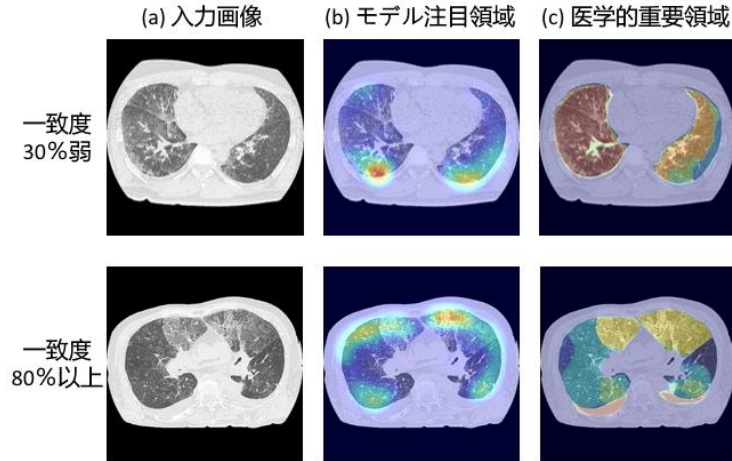 (a) 入力画像
(b) モデル注目領域
(c) 医学的重要領域
一致度
30%弱
一致度
80%以上